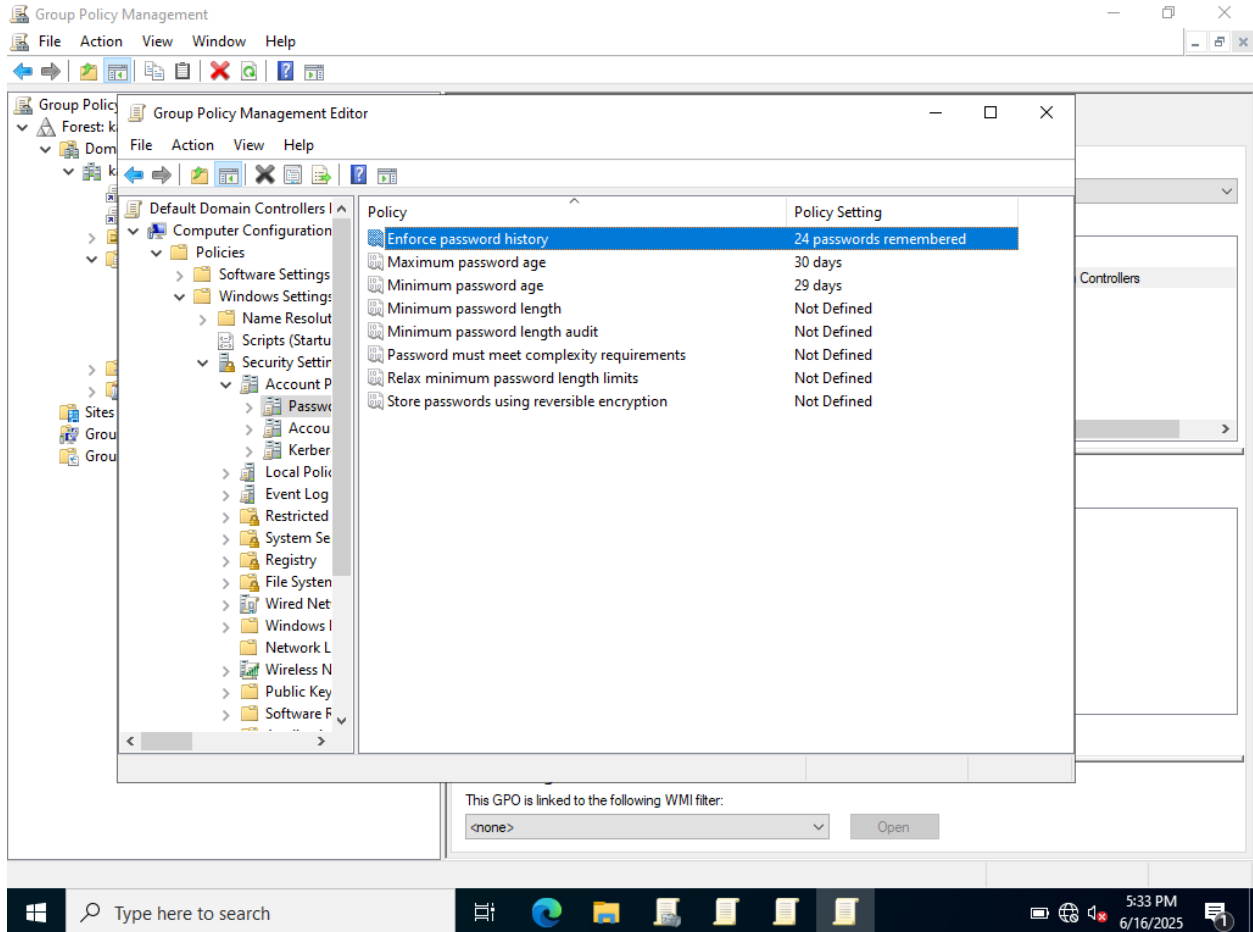 Group Policy Management
File Action View Window Help
Group Policy
Forest: k
Dom
k
Sites
Grou
Grou
Group Policy Management Editor
File Action View Help
Default Domain Controllers
Computer Configuration
Policies
Software Settings
Windows Settings
Name Resolut
Scripts (Startu
Security Settin
Account P
Passwo
Accou
Kerber
Local Polic
Event Log
Restricted
System Se
Registry
File System
Wired Net
Windows
Network L
Wireless N
Public Key
Software R
Policy Policy Setting
Enforce password history 24 passwords remembered
Maximum password age 30 days
Minimum password age 29 days
Minimum password length Not Defined
Minimum password length audit Not Defined
Password must meet complexity requirements Not Defined
Relax minimum password length limits Not Defined
Store passwords using reversible encryption Not Defined
Controllers
This GPO is linked to the following WMI filter:
<none> Open
Type here to search
5:33 PM
6/16/2025
1